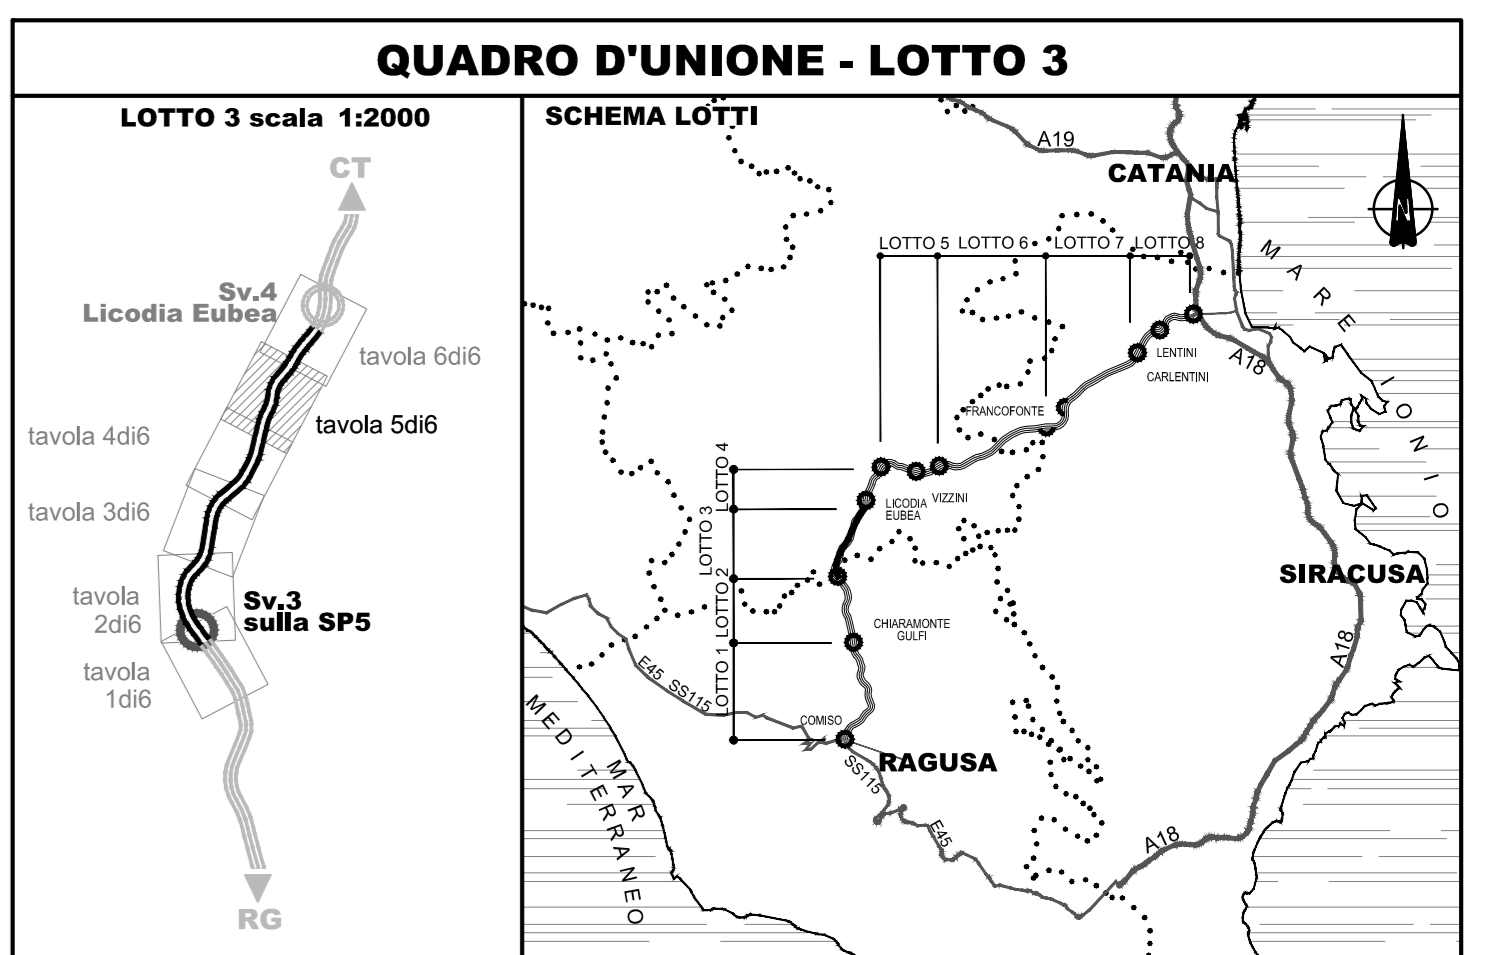 QUADRO D'UNIONE - LOTTO 3
LOTTO 3 scala 1:2000
CT
Sv.4
Licodia Eubea
tavola 6di6
tavola 5di6
tavola 4di6
tavola 3di6
tavola
2di6
Sv.3
sulla SP5
tavola
1di6
RG
SCHEMA LOTTI
A19
CATANIA
N
LOTTO 5
LOTTO 6
LOTTO 7
LOTTO 8
MARE IONIO
LENTINI
CARLENTINI
A18
FRANCOFONTE
LOTTO 4
LOTTO 3
LOTTO 2
LOTTO 1
LICODIA
EUBEA
VIZZINI
SIRACUSA
CHIARAMONTE
GULFI
A18
E45
SS115
COMISO
RAGUSA
SS115
E45
A18
MAR
MEDITERRANEO